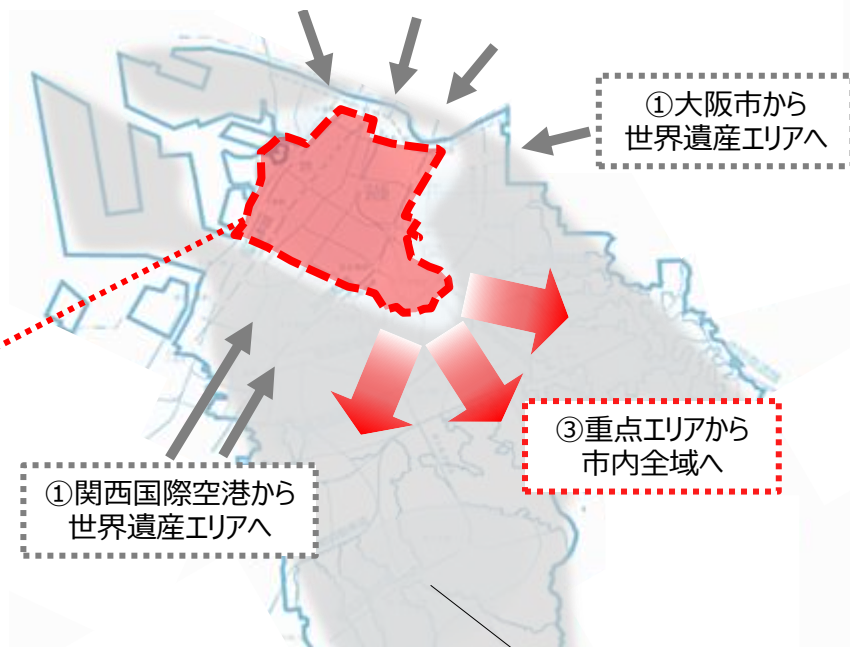 ①大阪市から
世界遺産エリアへ
③重点エリアから
市内全域へ
①関西国際空港から
世界遺産エリアへ